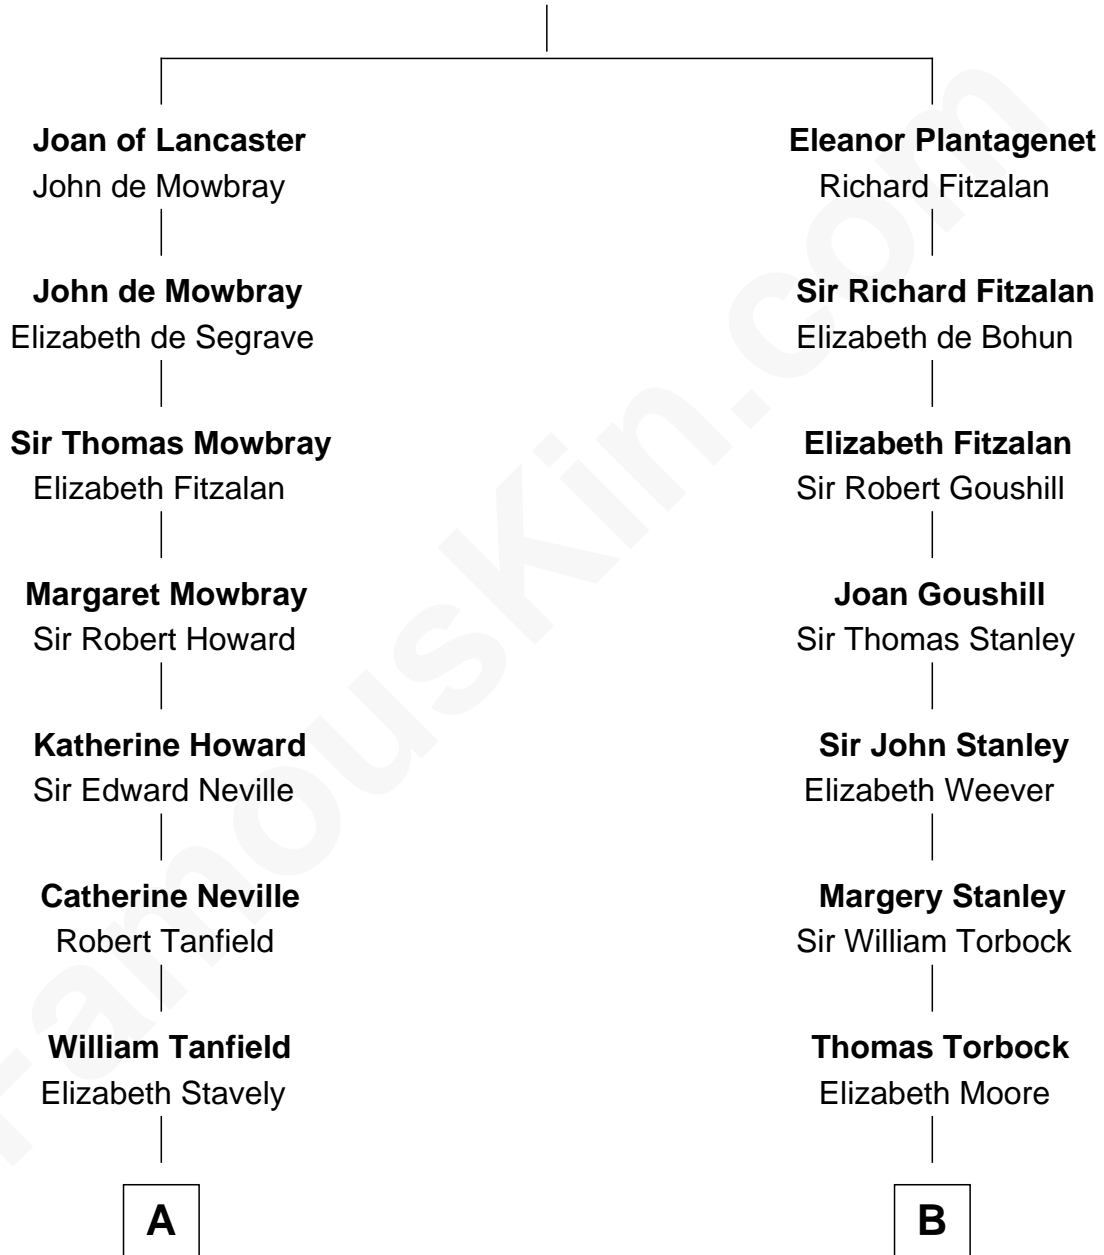 Joan of Lancaster
John de Mowbray
Eleanor Plantagenet
Richard Fitzalan
John de Mowbray
Elizabeth de Segrave
Sir Richard Fitzalan
Elizabeth de Bohun
Sir Thomas Mowbray
Elizabeth Fitzalan
Elizabeth Fitzalan
Sir Robert Goushill
Margaret Mowbray
Sir Robert Howard
Joan Goushill
Sir Thomas Stanley
Katherine Howard
Sir Edward Neville
Sir John Stanley
Elizabeth Weever
Catherine Neville
Robert Tanfield
Margery Stanley
Sir William Torbock
William Tanfield
Elizabeth Stavely
Thomas Torbock
Elizabeth Moore
A
B
FamousKin.com